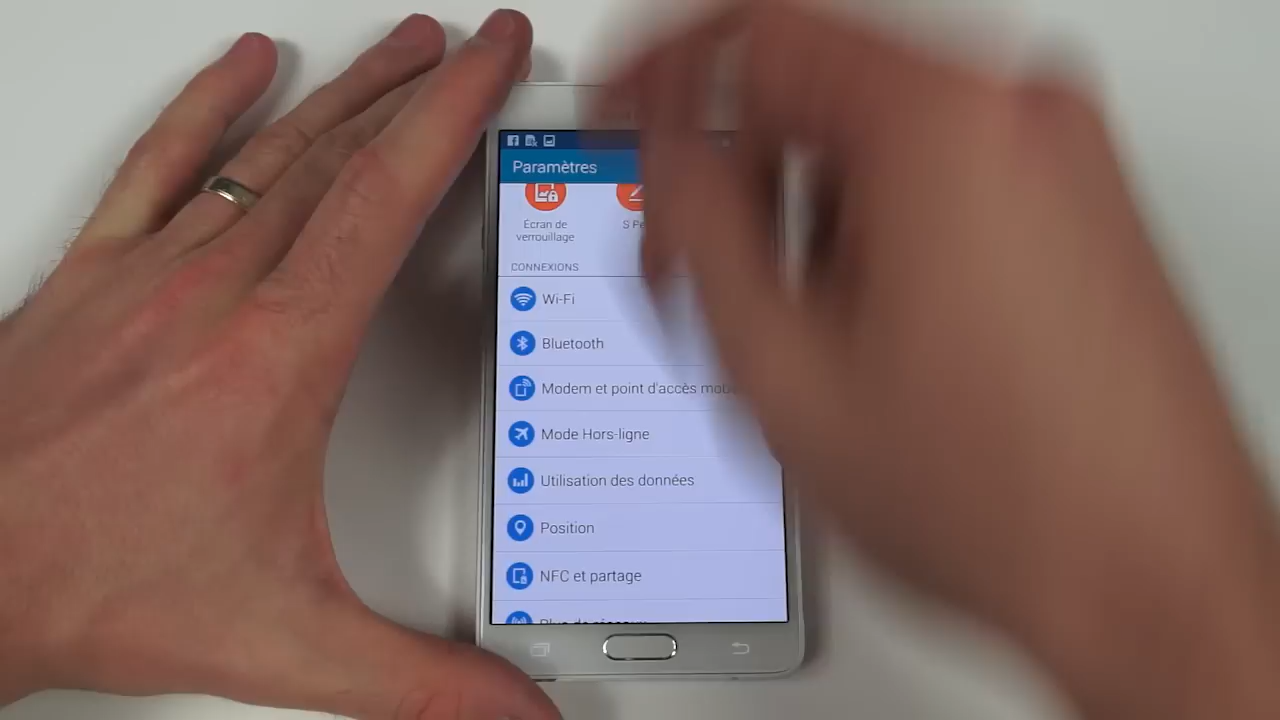 Paramètres
Écran de
verrouillage
S
CONNEXIONS
Wi-Fi
Bluetooth
Modem et point d'accès
Mode Hors-ligne
Utilisation des données
Position
NFC et partage